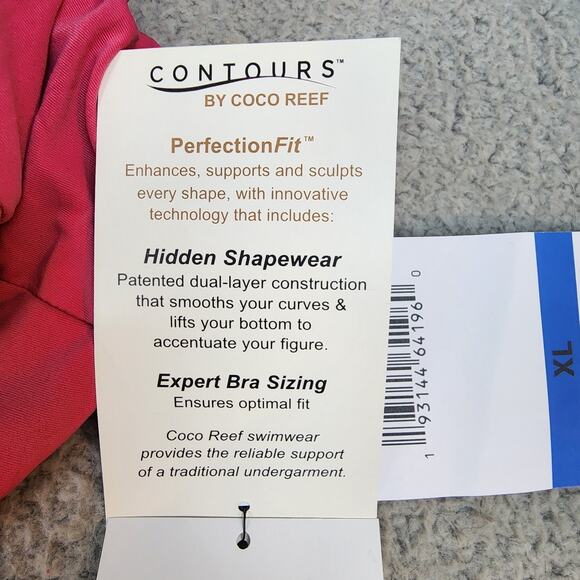 CONTOURS™
BY COCO REEF
PerfectionFit™
Enhances, supports and sculpts
every shape, with innovative
technology that includes:
Hidden Shapewear
Patented dual-layer construction
that smooths your curves &
lifts your bottom to
accentuate your figure.
Expert Bra Sizing
Ensures optimal fit
Coco Reef swimwear
provides the reliable support
of a traditional undergarment.
1 93144 64196 0
XL